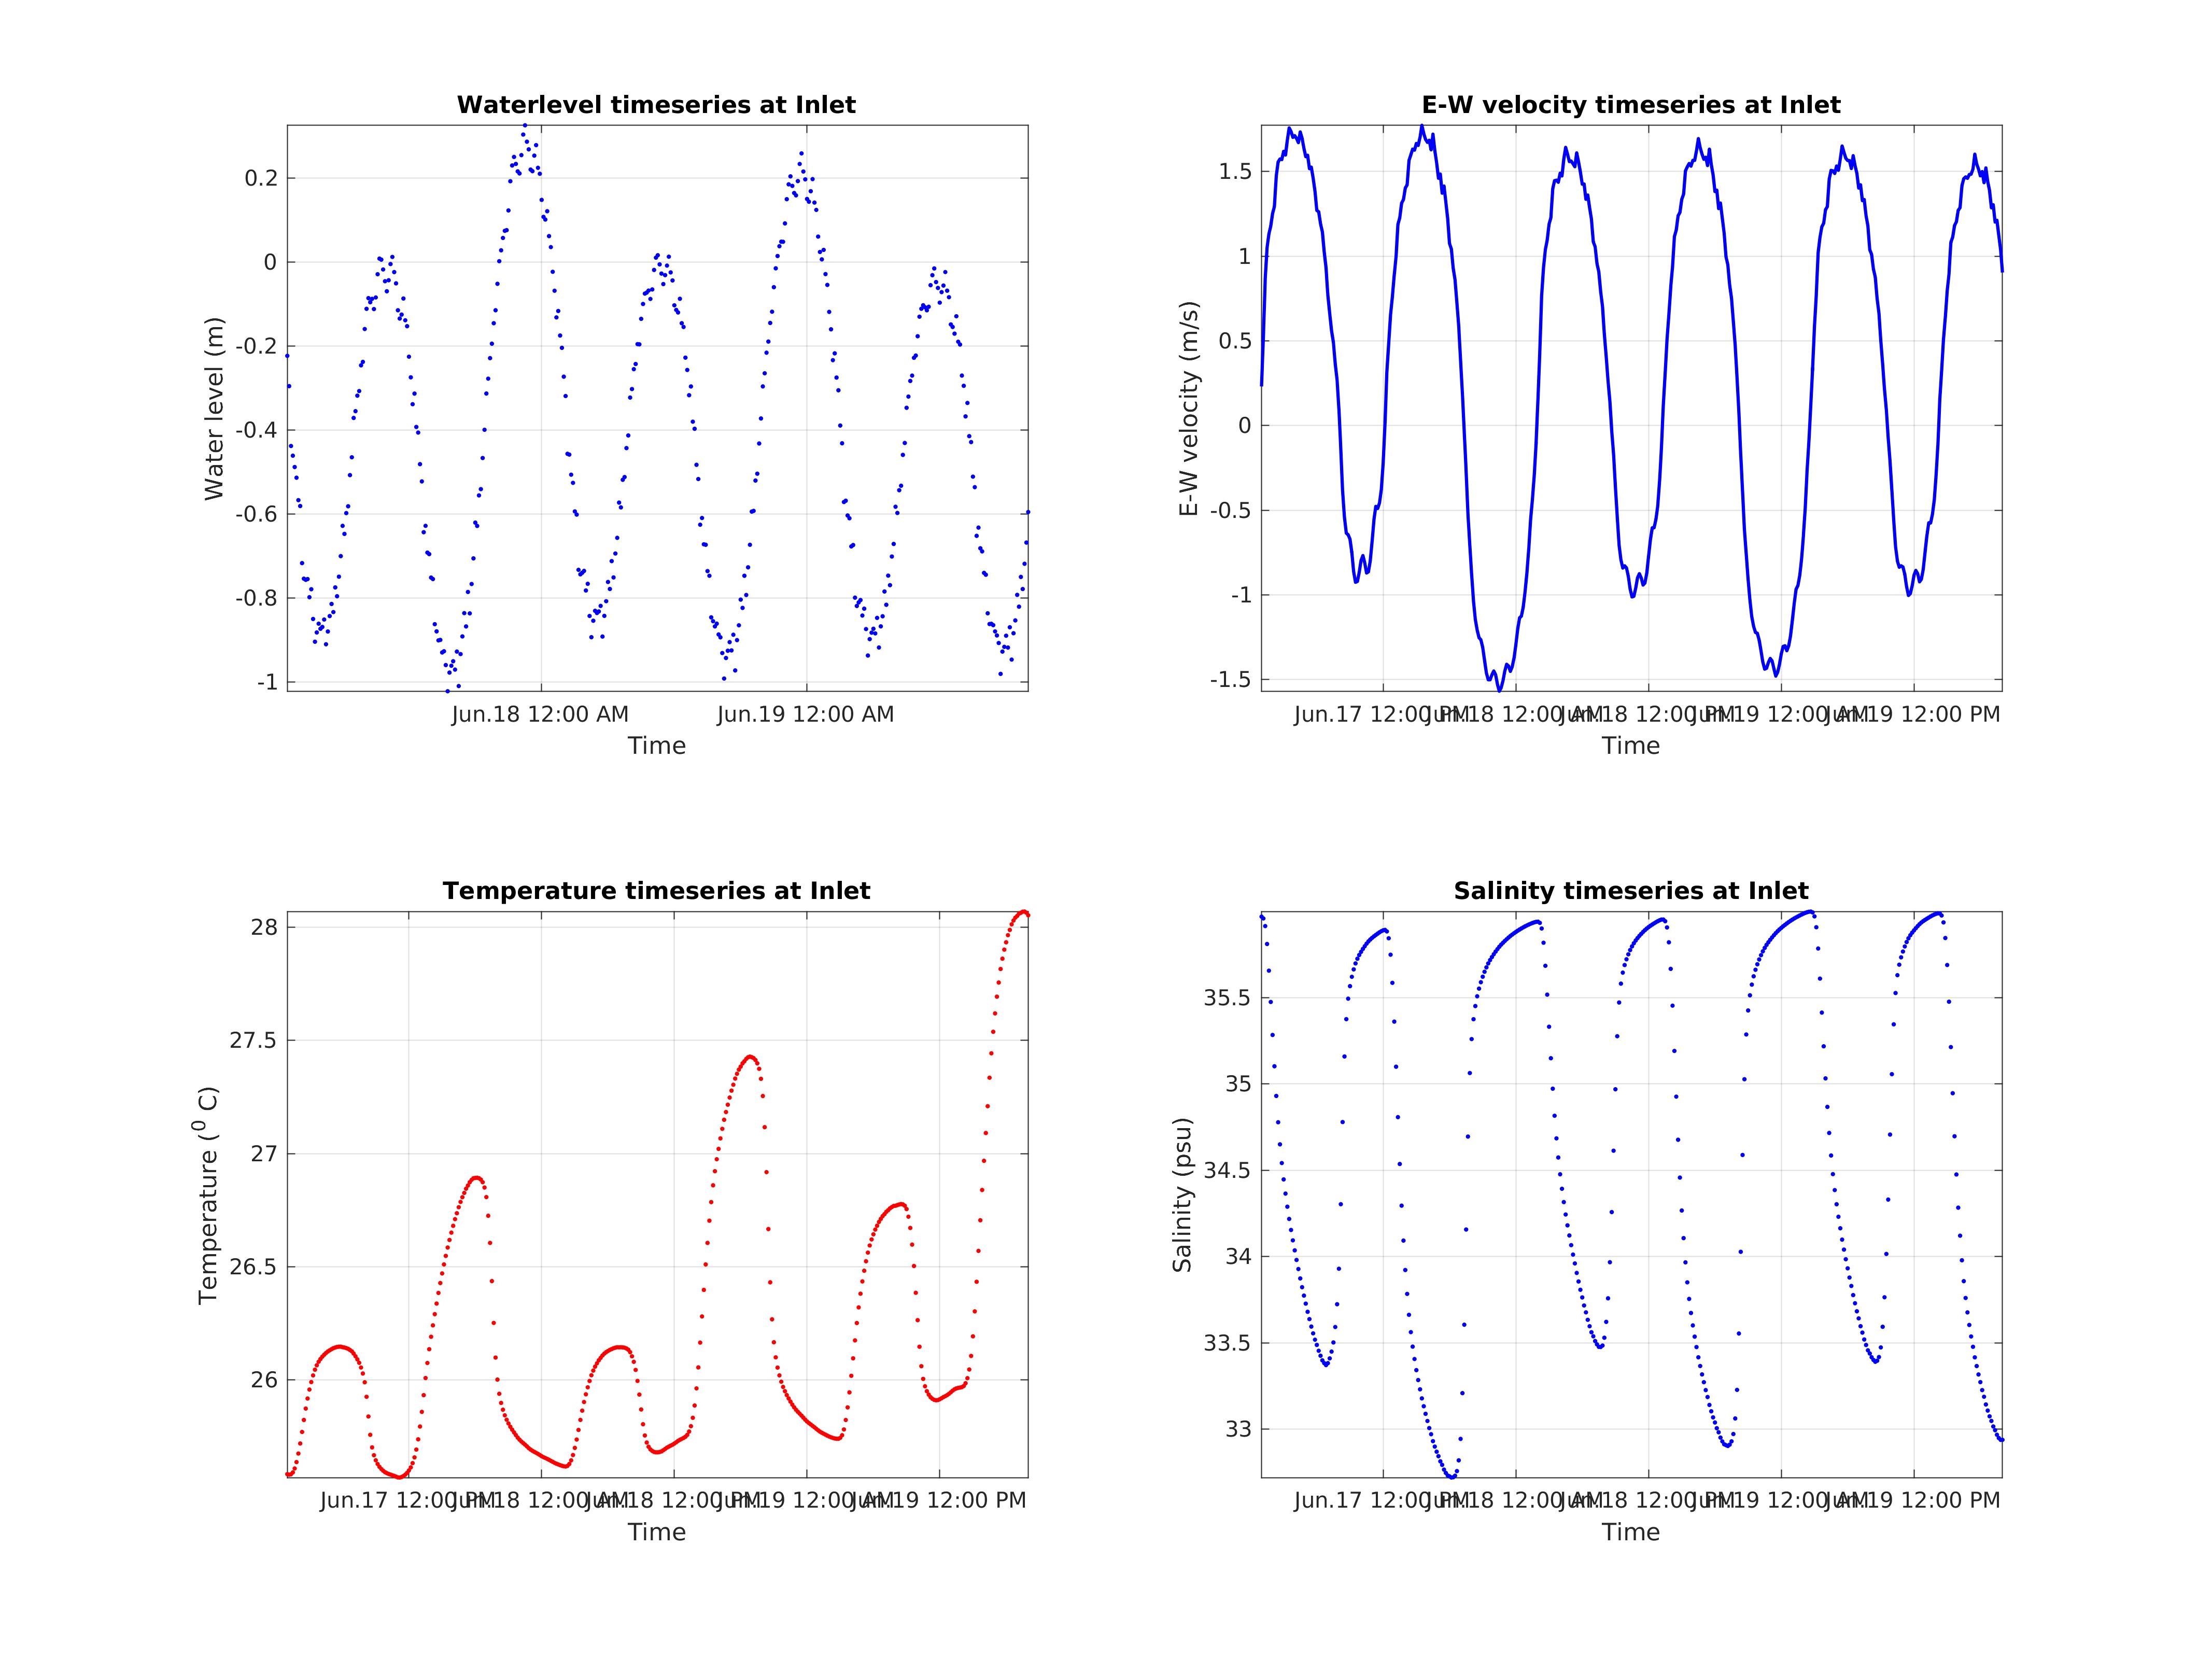 Waterlevel timeseries at Inlet
0.2
0
-0.2
-0.4
-0.6
-0.8
-1
Water level (m)
Jun.18 12:00 AM Jun.19 12:00 AM
Time
E-W velocity timeseries at Inlet
1.5
1
0.5
0
-0.5
-1
-1.5
E-W velocity (m/s)
Jun.17 12:00 PM Jun.18 12:00 AM Jun.18 12:00 PM Jun.19 12:00 AM Jun.19 12:00 PM
Time
Temperature timeseries at Inlet
28
27.5
27
26.5
26
Temperature (⁰ C)
Jun.17 12:00 PM Jun.18 12:00 AM Jun.18 12:00 PM Jun.19 12:00 AM Jun.19 12:00 PM
Time
Salinity timeseries at Inlet
35.5
35
34.5
34
33.5
33
Salinity (psu)
Jun.17 12:00 PM Jun.18 12:00 AM Jun.18 12:00 PM Jun.19 12:00 AM Jun.19 12:00 PM
Time